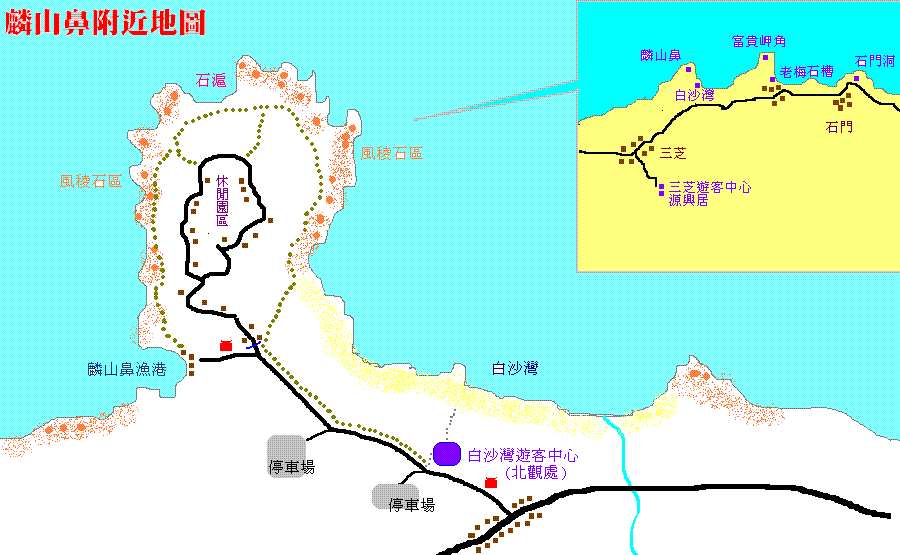 麟山鼻附近地圖
石滬
風稜石區
風稜石區
休閒園區
麟山鼻漁港
白沙灣
停車場
停車場
白沙灣遊客中心
(北觀處)
麟山鼻
富貴岬角
老梅石槽
石門洞
白沙灣
石門
三芝
三芝遊客中心
源興居